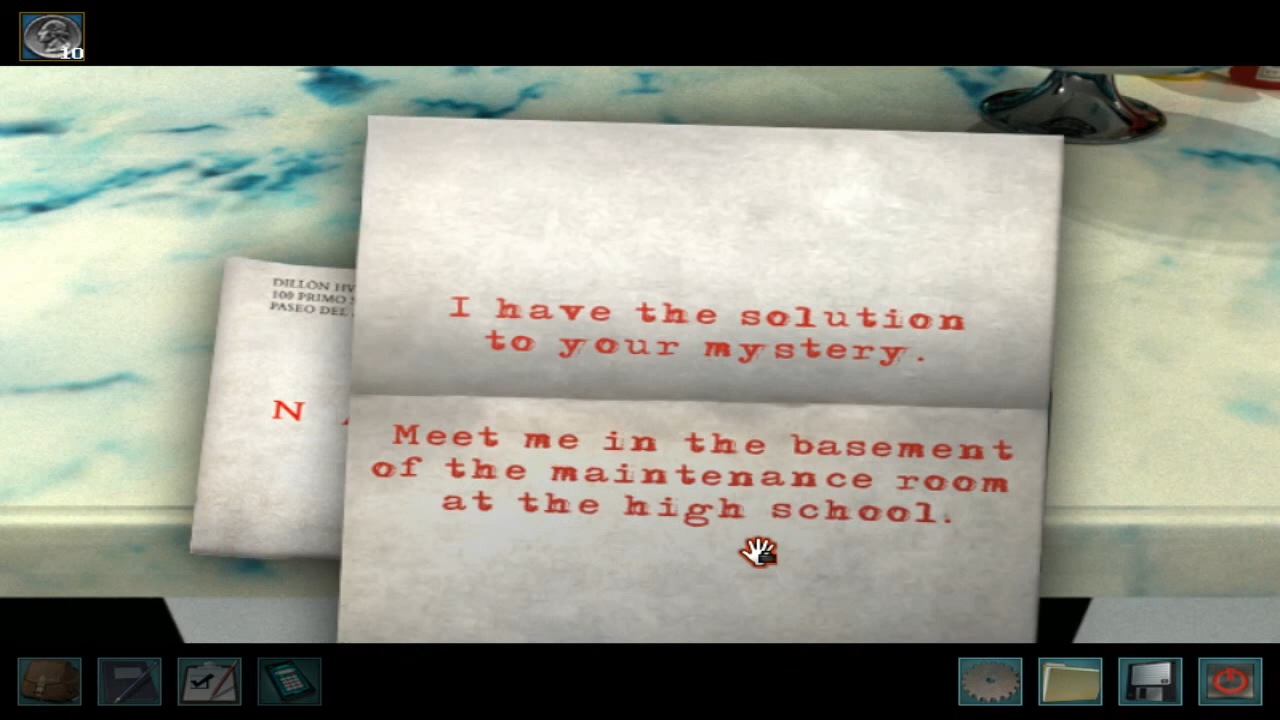 10
DILLON
100 PRIMO
PASEO DEL
N
I have the solution
to your mystery.
Meet me in the basement
of the maintenance room
at the high school.